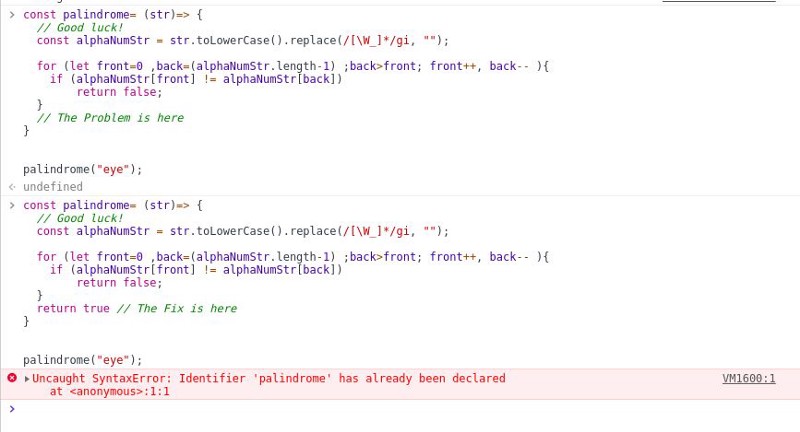 const palindrome= (str)=> {
// Good luck!
const alphaNumStr = str.toLowerCase().replace(/[\W_]*/gi, "");
for (let front=0 ,back=(alphaNumStr.length-1) ;back>front; front++, back-- ){
if (alphaNumStr[front] != alphaNumStr[back])
return false;
}
// The Problem is here
}
palindrome("eye");
undefined
const palindrome= (str)=> {
// Good luck!
const alphaNumStr = str.toLowerCase().replace(/[\W_]*/gi, "");
for (let front=0 ,back=(alphaNumStr.length-1) ;back>front; front++, back-- ){
if (alphaNumStr[front] != alphaNumStr[back])
return false;
}
return true // The Fix is here
}
palindrome("eye");
Uncaught SyntaxError: Identifier 'palindrome' has already been declared VM1600:1
at <anonymous>:1:1